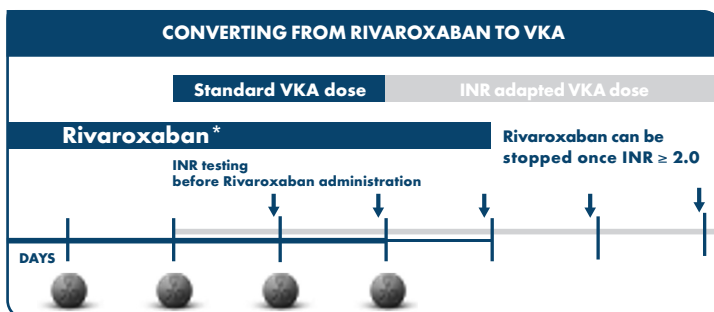 CONVERTING FROM RIVAROXABAN TO VKA
Standard VKA dose
INR adapted VKA dose
Rivaroxaban*
Rivaroxaban can be
stopped once INR ≥ 2.0
INR testing
before Rivaroxaban administration
DAYS